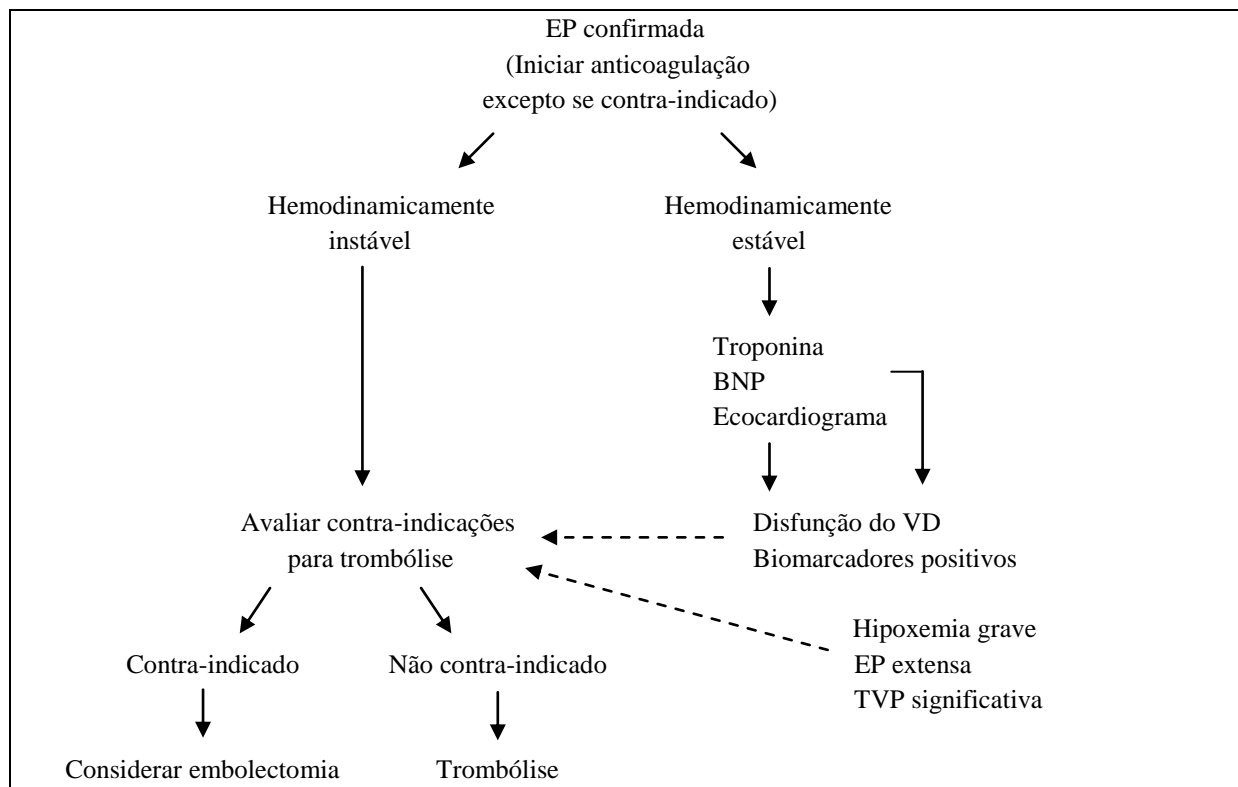 EP confirmada
(Iniciar anticoagulação
excepto se contra-indicado)
Hemodinamicamente
instável
Hemodinamicamente
estável
Troponina
BNP
Ecocardiograma
Avaliar contra-indicações
para trombólise
Disfunção do VD
Biomarcadores positivos
Hipoxemia grave
EP extensa
TVP significativa
Contra-indicado
Não contra-indicado
Considerar embolectomia
Trombólise